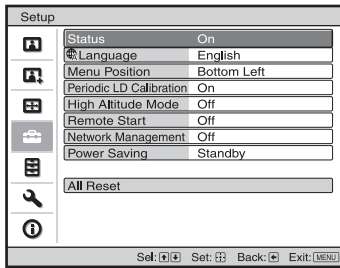 Setup
Status On
Language English
Menu Position Bottom Left
Periodic LD Calibration On
High Altitude Mode Off
Remote Start Off
Network Management Off
Power Saving Standby
All Reset
Sel: Set: Back: Exit: MENU